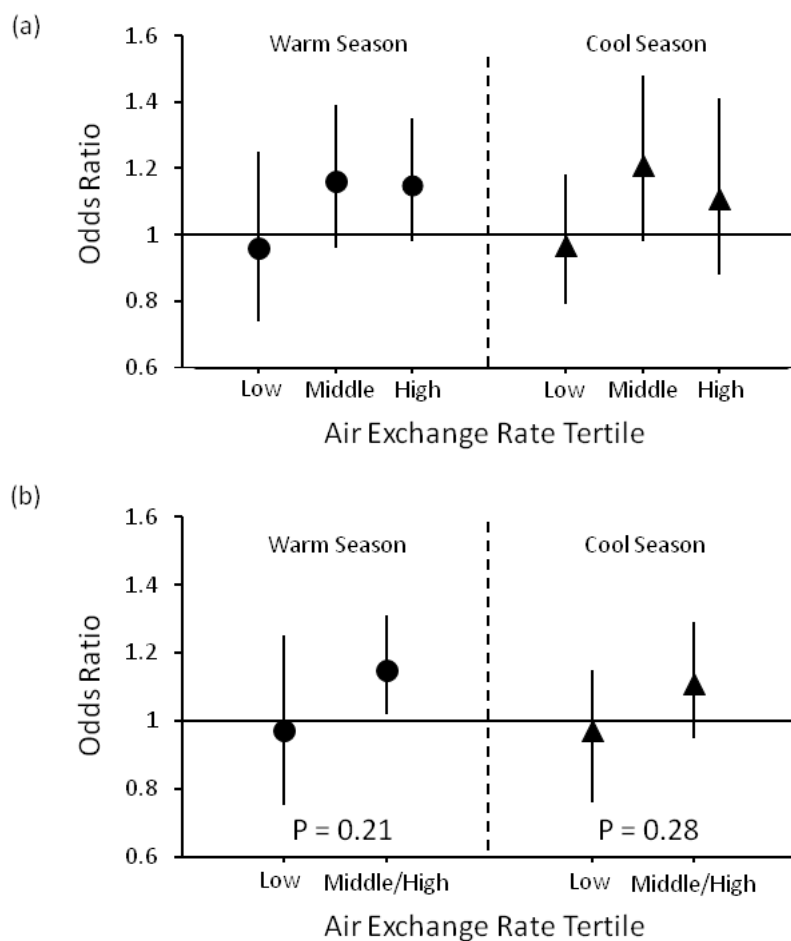 (a)
Odds Ratio
1.6
1.4
1.2
1
0.8
0.6
Warm Season
Cool Season
Low Middle High
Low Middle High
Air Exchange Rate Tertile
(b)
Odds Ratio
1.6
1.4
1.2
1
0.8
0.6
Warm Season
Cool Season
P = 0.21
P = 0.28
Low Middle/High
Low Middle/High
Air Exchange Rate Tertile